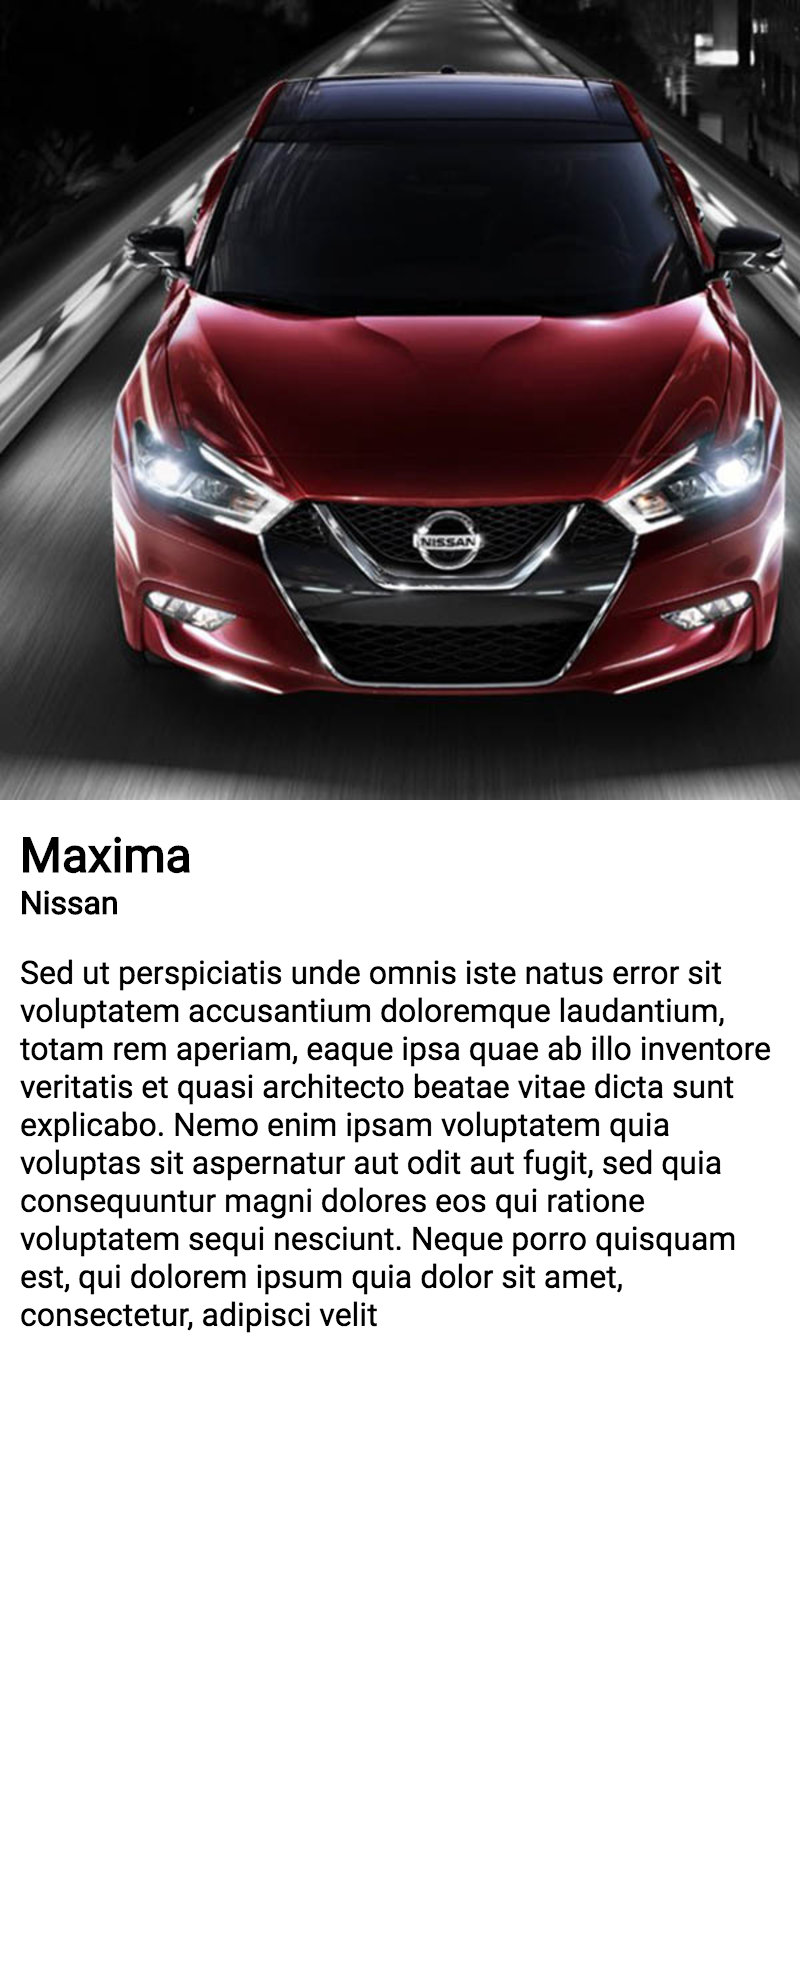 NISSAN
Maxima
Nissan
Sed ut perspiciatis unde omnis iste natus error sit
voluptatem accusantium doloremque laudantium,
totam rem aperiam, eaque ipsa quae ab illo inventore
veritatis et quasi architecto beatae vitae dicta sunt
explicabo. Nemo enim ipsam voluptatem quia
voluptas sit aspernatur aut odit aut fugit, sed quia
consequuntur magni dolores eos qui ratione
voluptatem sequi nesciunt. Neque porro quisquam
est, qui dolorem ipsum quia dolor sit amet,
consectetur, adipisci velit